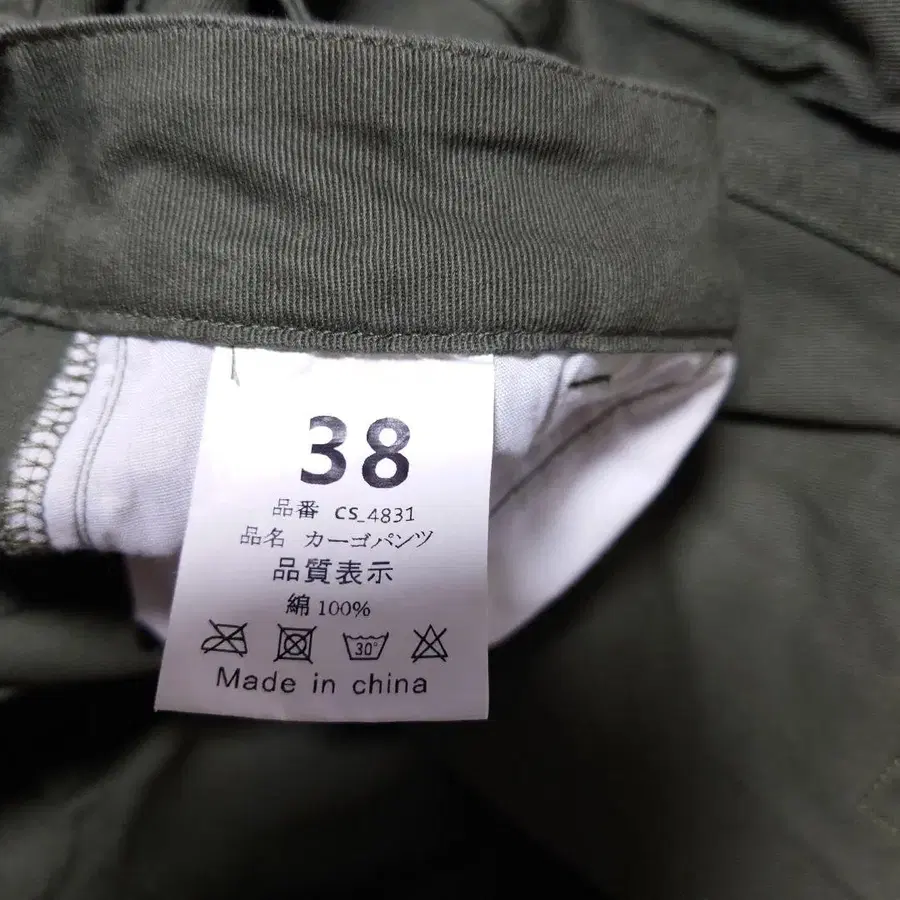 38
品番 CS_4831
品名 カーゴパンツ
品質表示
綿 100%
30°
Made in china